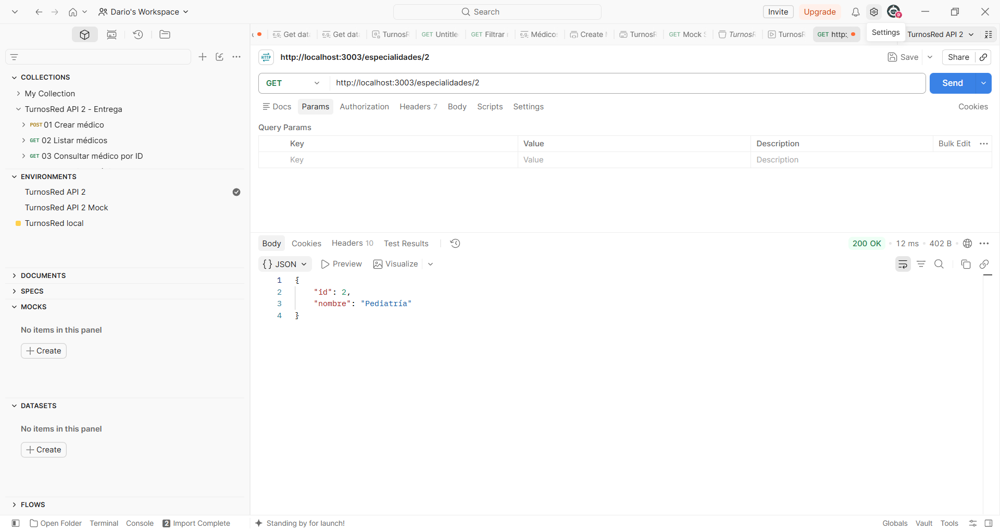 Dario's Workspace
Search
Invite
Upgrade
D
Get dat
Get dat
TurnosR
GET Untitle
GET Filtrar
Médico
Create
TurnosR
GET Mock S
TurnosR
TurnosR
GET http:
Settings
TurnosRed API 2
HTTP http://localhost:3003/especialidades/2
Save
Share
COLLECTIONS
My Collection
TurnosRed API 2 - Entrega
POST 01 Crear médico
GET 02 Listar médicos
GET 03 Consultar médico por ID
ENVIRONMENTS
TurnosRed API 2
TurnosRed API 2 Mock
TurnosRed local
DOCUMENTS
SPECS
MOCKS
No items in this panel
Create
DATASETS
No items in this panel
Create
FLOWS
GET http://localhost:3003/especialidades/2
Send
Docs Params Authorization Headers 7 Body Scripts Settings Cookies
Query Params
Key Value Description Bulk Edit
Key Value Description
Body Cookies Headers 10 Test Results
200 OK 12 ms 402 B
{} JSON Preview Visualize
1 {
2 "id": 2,
3 "nombre": "Pediatría"
4 }
Open Folder Terminal Console 2 Import Complete
Standing by for launch!
Globals Vault Tools